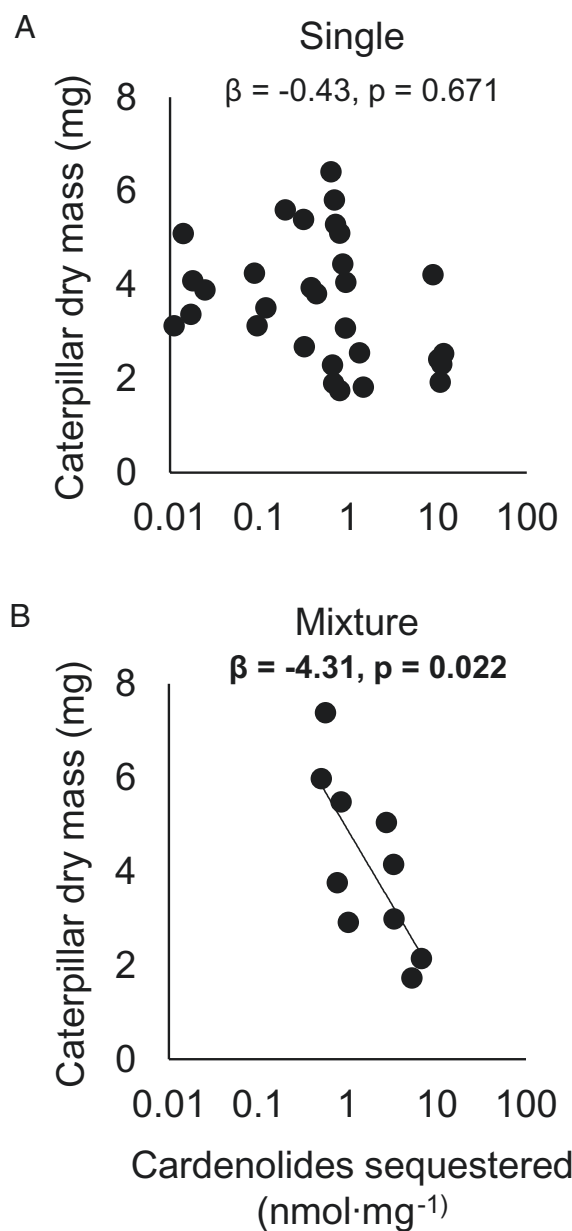 A
Single
β = -0.43, p = 0.671
Caterpillar dry mass (mg)
8
6
4
2
0
0.01 0.1 1 10 100
B
Mixture
β = -4.31, p = 0.022
Caterpillar dry mass (mg)
8
6
4
2
0
0.01 0.1 1 10 100
Cardenolides sequestered
(nmol·mg⁻¹⁾